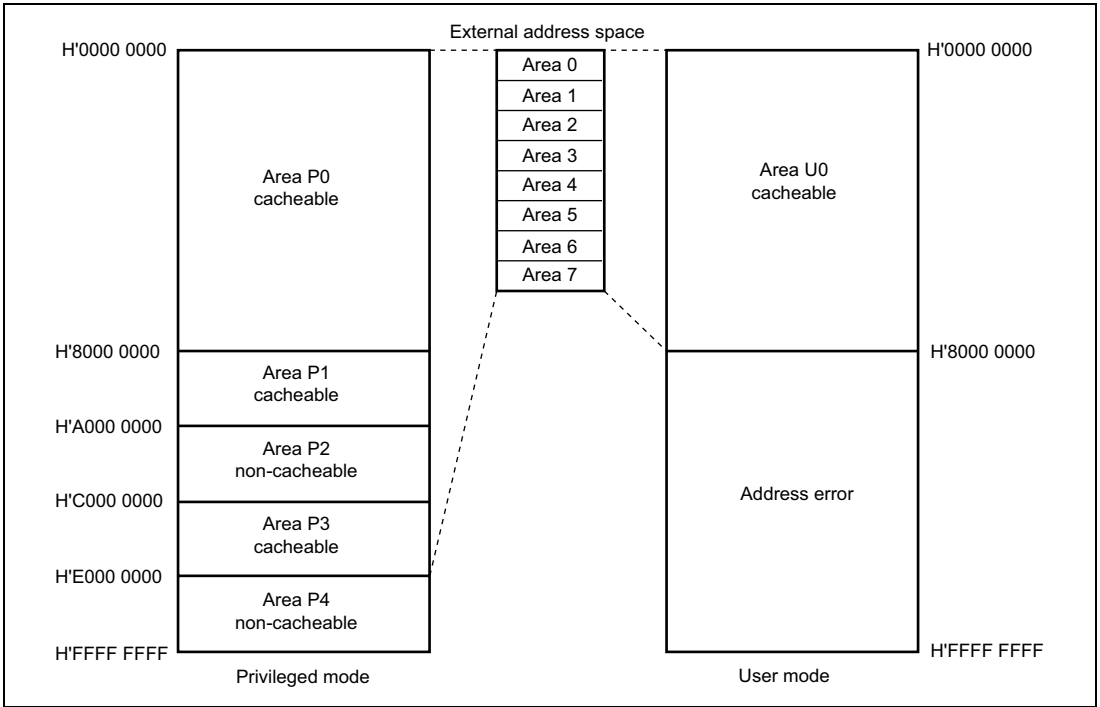 External address space
H'0000 0000
Area P0
cacheable
H'8000 0000
Area P1
cacheable
H'A000 0000
Area P2
non-cacheable
H'C000 0000
Area P3
cacheable
H'E000 0000
Area P4
non-cacheable
H'FFFF FFFF
Privileged mode
Area 0
Area 1
Area 2
Area 3
Area 4
Area 5
Area 6
Area 7
H'0000 0000
Area U0
cacheable
H'8000 0000
Address error
H'FFFF FFFF
User mode